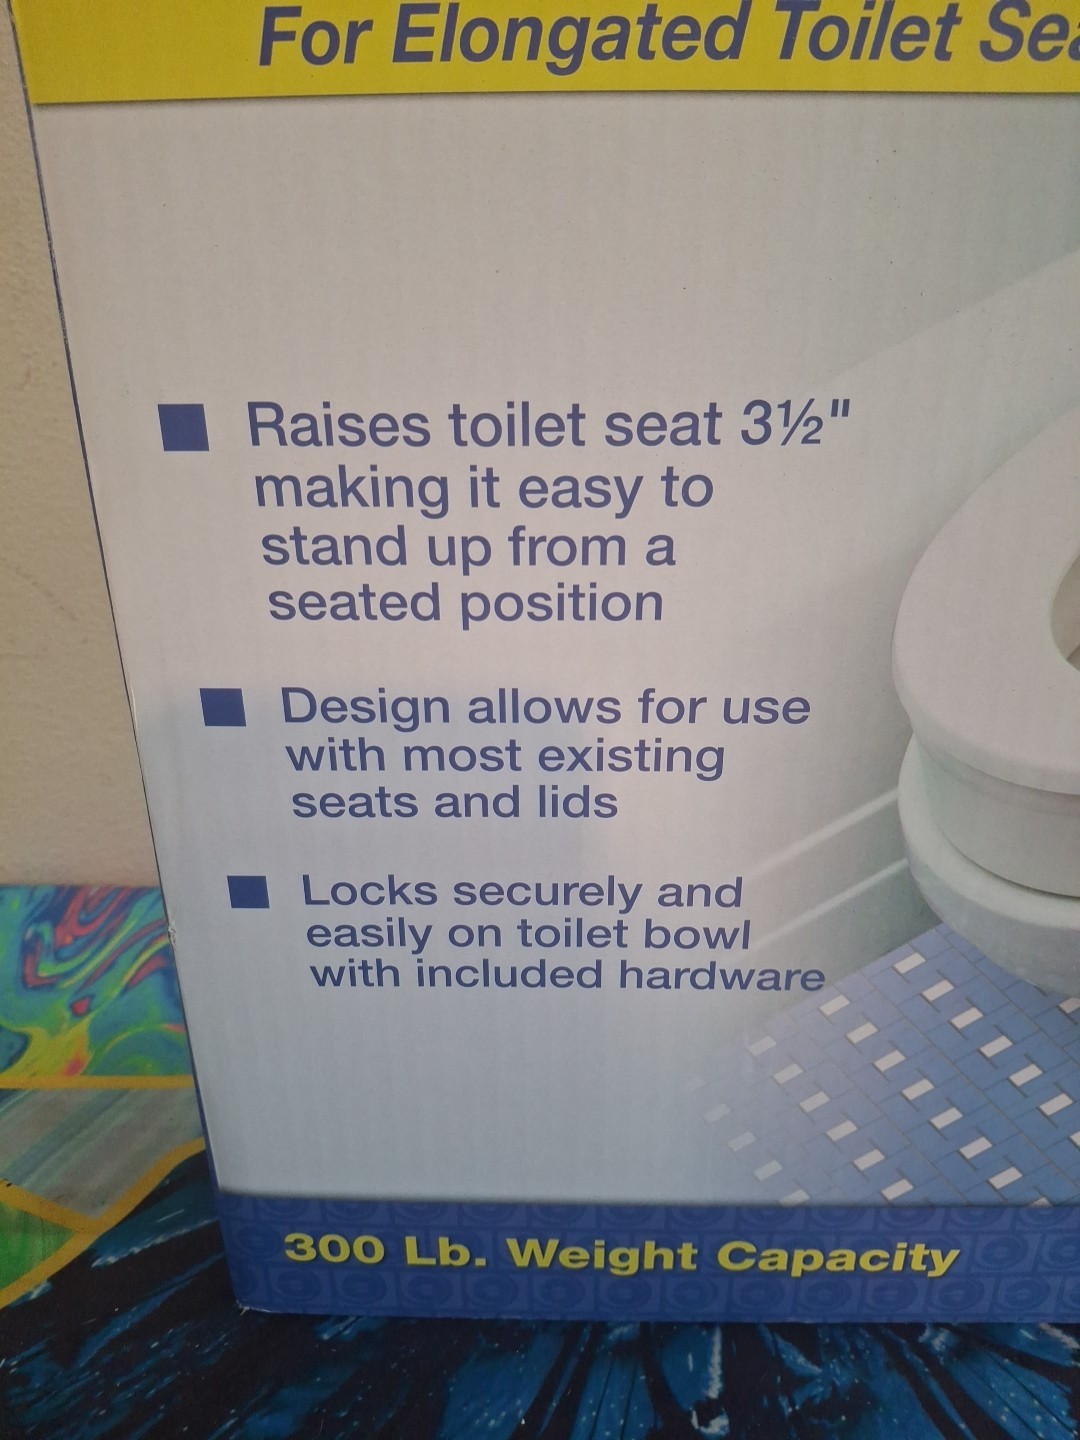 For Elongated Toilet
Raises toilet seat 3½"
making it easy to
stand up from a
seated position
Design allows for use
with most existing
seats and lids
Locks securely and
easily on toilet bowl
with included hardware
300 Lb. Weight Capacity